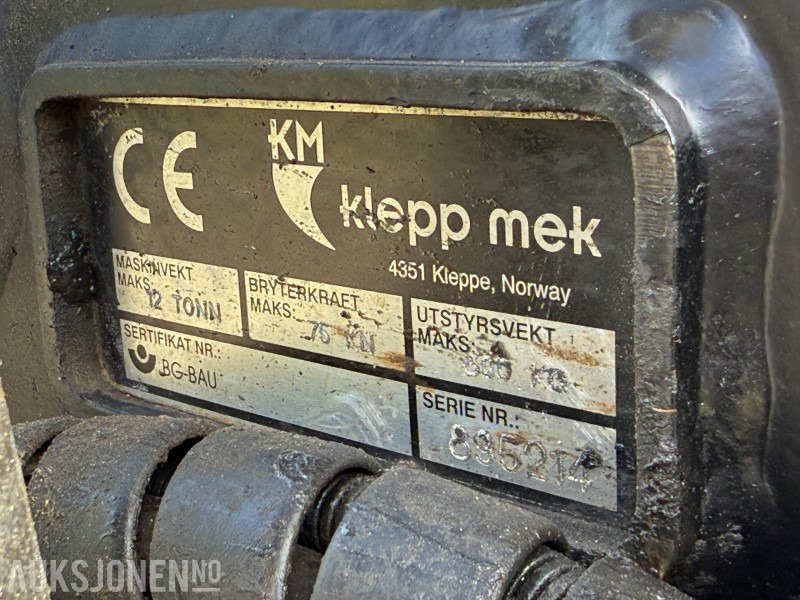 CE
KM
klepp mek
4351 Kleppe, Norway
MASKINVEKT
MAKS:
12 TONN
BRYTERKRAFT
MAKS:
75 KN
UTSTYRSVEKT
MAKS:
SERTIFIKAT NR.:
BG-BAU
SERIE NR.:
835214
AUKSJONEN.NO